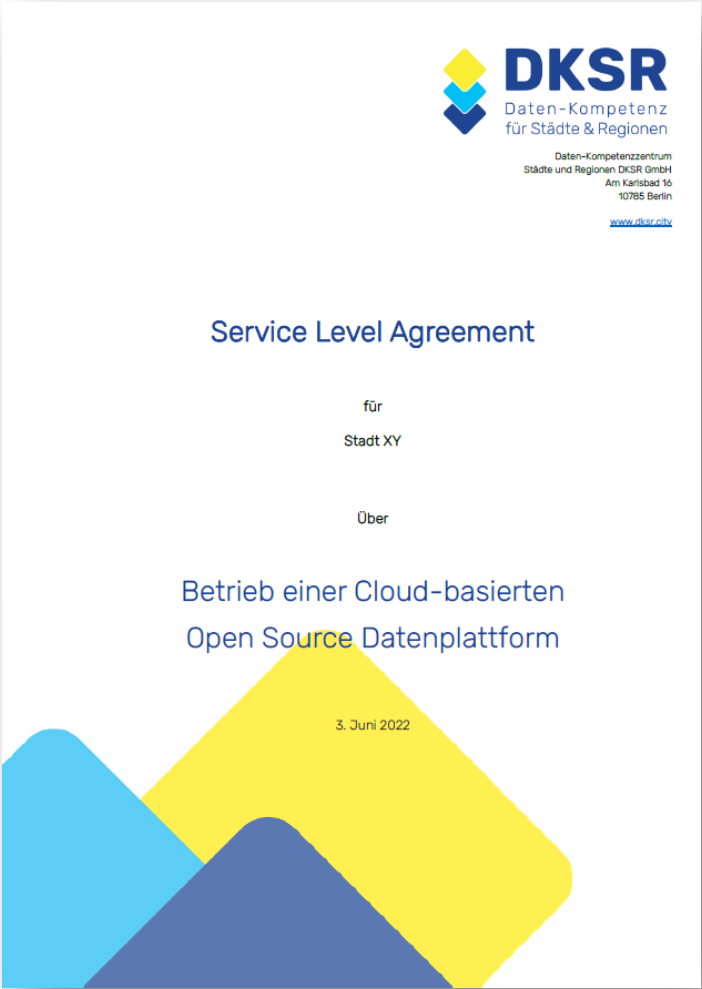 DKSR
Daten-Kompetenz
für Städte & Regionen
Daten-Kompetenzzentrum
Städte und Regionen DKSR GmbH
Am Karlsbad 16
10785 Berlin
www.dksr.city
Service Level Agreement
für
Stadt XY
Über
Betrieb einer Cloud-basierten
Open Source Datenplattform
3. Juni 2022